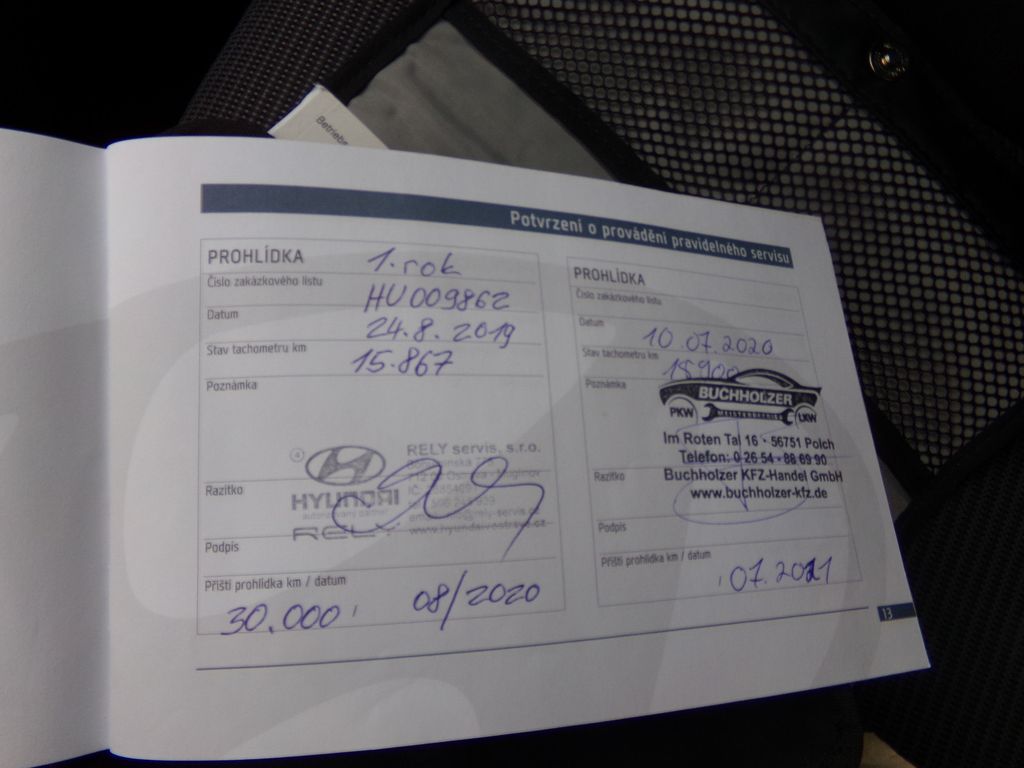 Betriebs
Potvrzení o provádění pravidelného servisu
PROHLÍDKA 1. rok
Číslo zakázkového listu HU009862
Datum 24.8.2019
Stav tachometru km 15.867
Poznámka
RELY servis, s.r.o.
HYUNDAI
RELY
Razítko
Podpis
Příští prohlídka km / datum
30.000 08/2020
PROHLÍDKA
Číslo zakázkového listu
Datum 10.07.2020
Stav tachometru km 18900
Poznámka
BUCHHOLZER
PKW MEISTERBETRIEB LKW
Im Roten Tal 16 - 56751 Polch
Telefon: 0 26 54 - 88 69 90
Razítko Buchholzer KFZ-Handel GmbH
www.buchholzer-kfz.de
Podpis
Příští prohlídka km / datum
07.2021
13